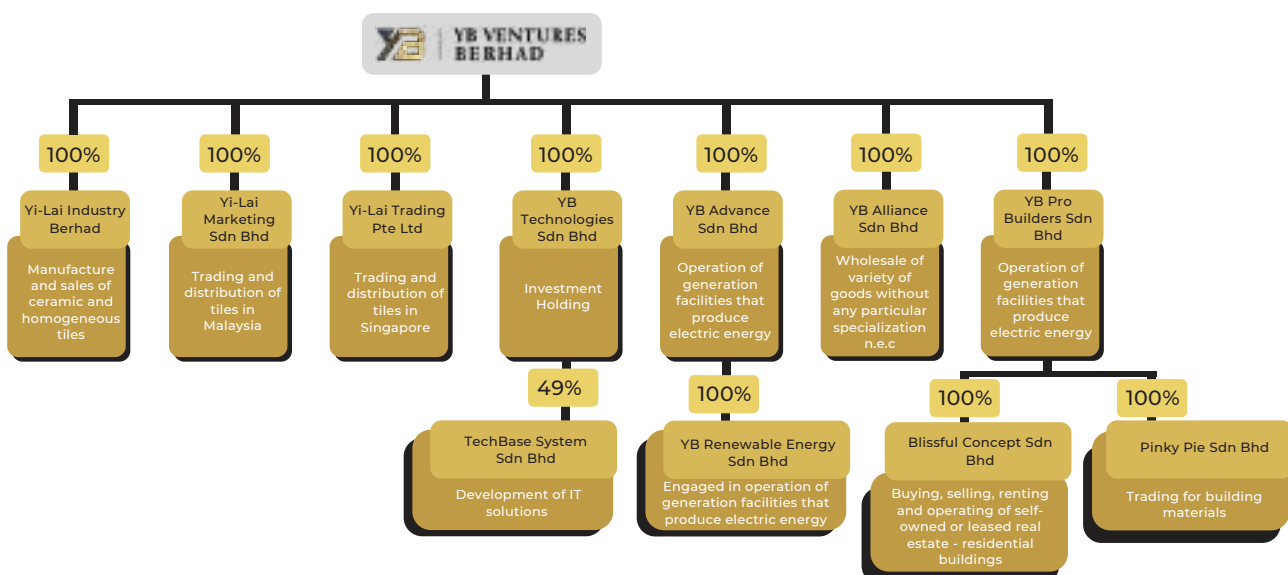 YB | YB VENTURES
BERHAD
100%
100%
100%
100%
100%
100%
100%
Yi-Lai Industry
Berhad
Manufacture
and sales of
ceramic and
homogeneous
tiles
Yi-Lai
Marketing
Sdn Bhd
Trading and
distribution of
tiles in
Malaysia
Yi-Lai Trading
Pte Ltd
Trading and
distribution of
tiles in
Singapore
YB
Technologies
Sdn Bhd
Investment
Holding
YB Advance
Sdn Bhd
Operation of
generation
facilities that
produce
electric energy
YB Alliance
Sdn Bhd
Wholesale of
variety of
goods without
any particular
specialization
n.e.c
YB Pro
Builders Sdn
Bhd
Operation of
generation
facilities that
produce
electric energy
49%
100%
100%
100%
TechBase System
Sdn Bhd
Development of IT
solutions
YB Renewable Energy
Sdn Bhd
Engaged in operation of
generation facilities that
produce electric energy
Blissful Concept Sdn
Bhd
Buying, selling, renting
and operating of self-
owned or leased real
estate - residential
buildings
Pinky Pie Sdn Bhd
Trading for building
materials